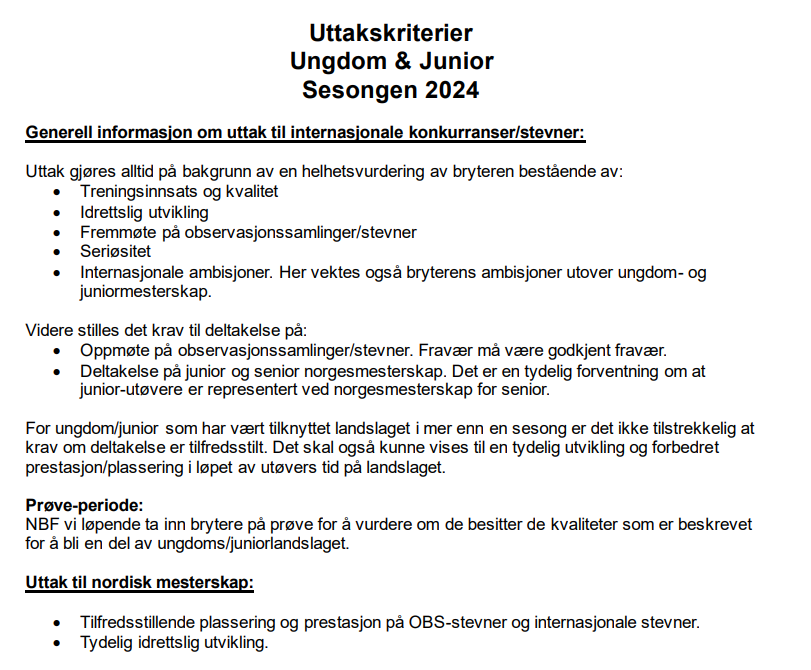 Uttakskriterier
Ungdom & Junior
Sesongen 2024
Generell informasjon om uttak til internasjonale konkurranser/stevner:
Uttak gjøres alltid på bakgrunn av en helhetsvurdering av bryteren bestående av:
• Treningsinnsats og kvalitet
• Idrettslig utvikling
• Fremmøte på observasjonssamlinger/stevner
• Seriøsitet
• Internasjonale ambisjoner. Her vektes også bryterens ambisjoner utover ungdom- og
juniormesterskap.
Videre stilles det krav til deltakelse på:
• Oppmøte på observasjonssamlinger/stevner. Fravær må være godkjent fravær.
• Deltakelse på junior og senior norgesmesterskap. Det er en tydelig forventning om at
junior-utøvere er representert ved norgesmesterskap for senior.
For ungdom/junior som har vært tilknyttet landslaget i mer enn en sesong er det ikke tilstrekkelig at
krav om deltakelse er tilfredsstilt. Det skal også kunne vises til en tydelig utvikling og forbedret
prestasjon/plassering i løpet av utøvers tid på landslaget.
Prøve-periode:
NBF vi løpende ta inn brytere på prøve for å vurdere om de besitter de kvaliteter som er beskrevet
for å bli en del av ungdoms/juniorlandslaget.
Uttak til nordisk mesterskap:
• Tilfredsstillende plassering og prestasjon på OBS-stevner og internasjonale stevner.
• Tydelig idrettslig utvikling.